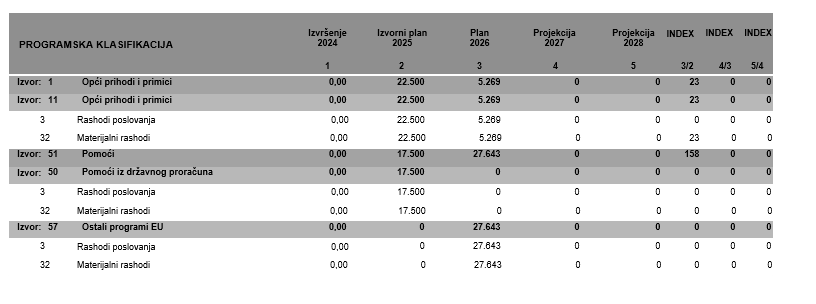 PROGRAMSKA KLASIFIKACIJA Izvršenje 2024 Izvorni plan 2025 Plan 2026 Projekcija 2027 Projekcija 2028 INDEX INDEX INDEX
1 2 3 4 5 3/2 4/3 5/4
Izvor: 1 Opći prihodi i primici 0,00 22.500 5.269 0 0 23 0 0
Izvor: 11 Opći prihodi i primici 0,00 22.500 5.269 0 0 23 0 0
3 Rashodi poslovanja 0,00 22.500 5.269 0 0 0 0 0
32 Materijalni rashodi 0,00 22.500 5.269 0 0 23 0 0
Izvor: 51 Pomoći 0,00 17.500 27.643 0 0 158 0 0
Izvor: 50 Pomoći iz državnog proračuna 0,00 17.500 0 0 0 0 0 0
3 Rashodi poslovanja 0,00 17.500 0 0 0 0 0 0
32 Materijalni rashodi 0,00 17.500 0 0 0 0 0 0
Izvor: 57 Ostali programi EU 0,00 0 27.643 0 0 0 0 0
3 Rashodi poslovanja 0,00 0 27.643 0 0 0 0 0
32 Materijalni rashodi 0,00 0 27.643 0 0 0 0 0